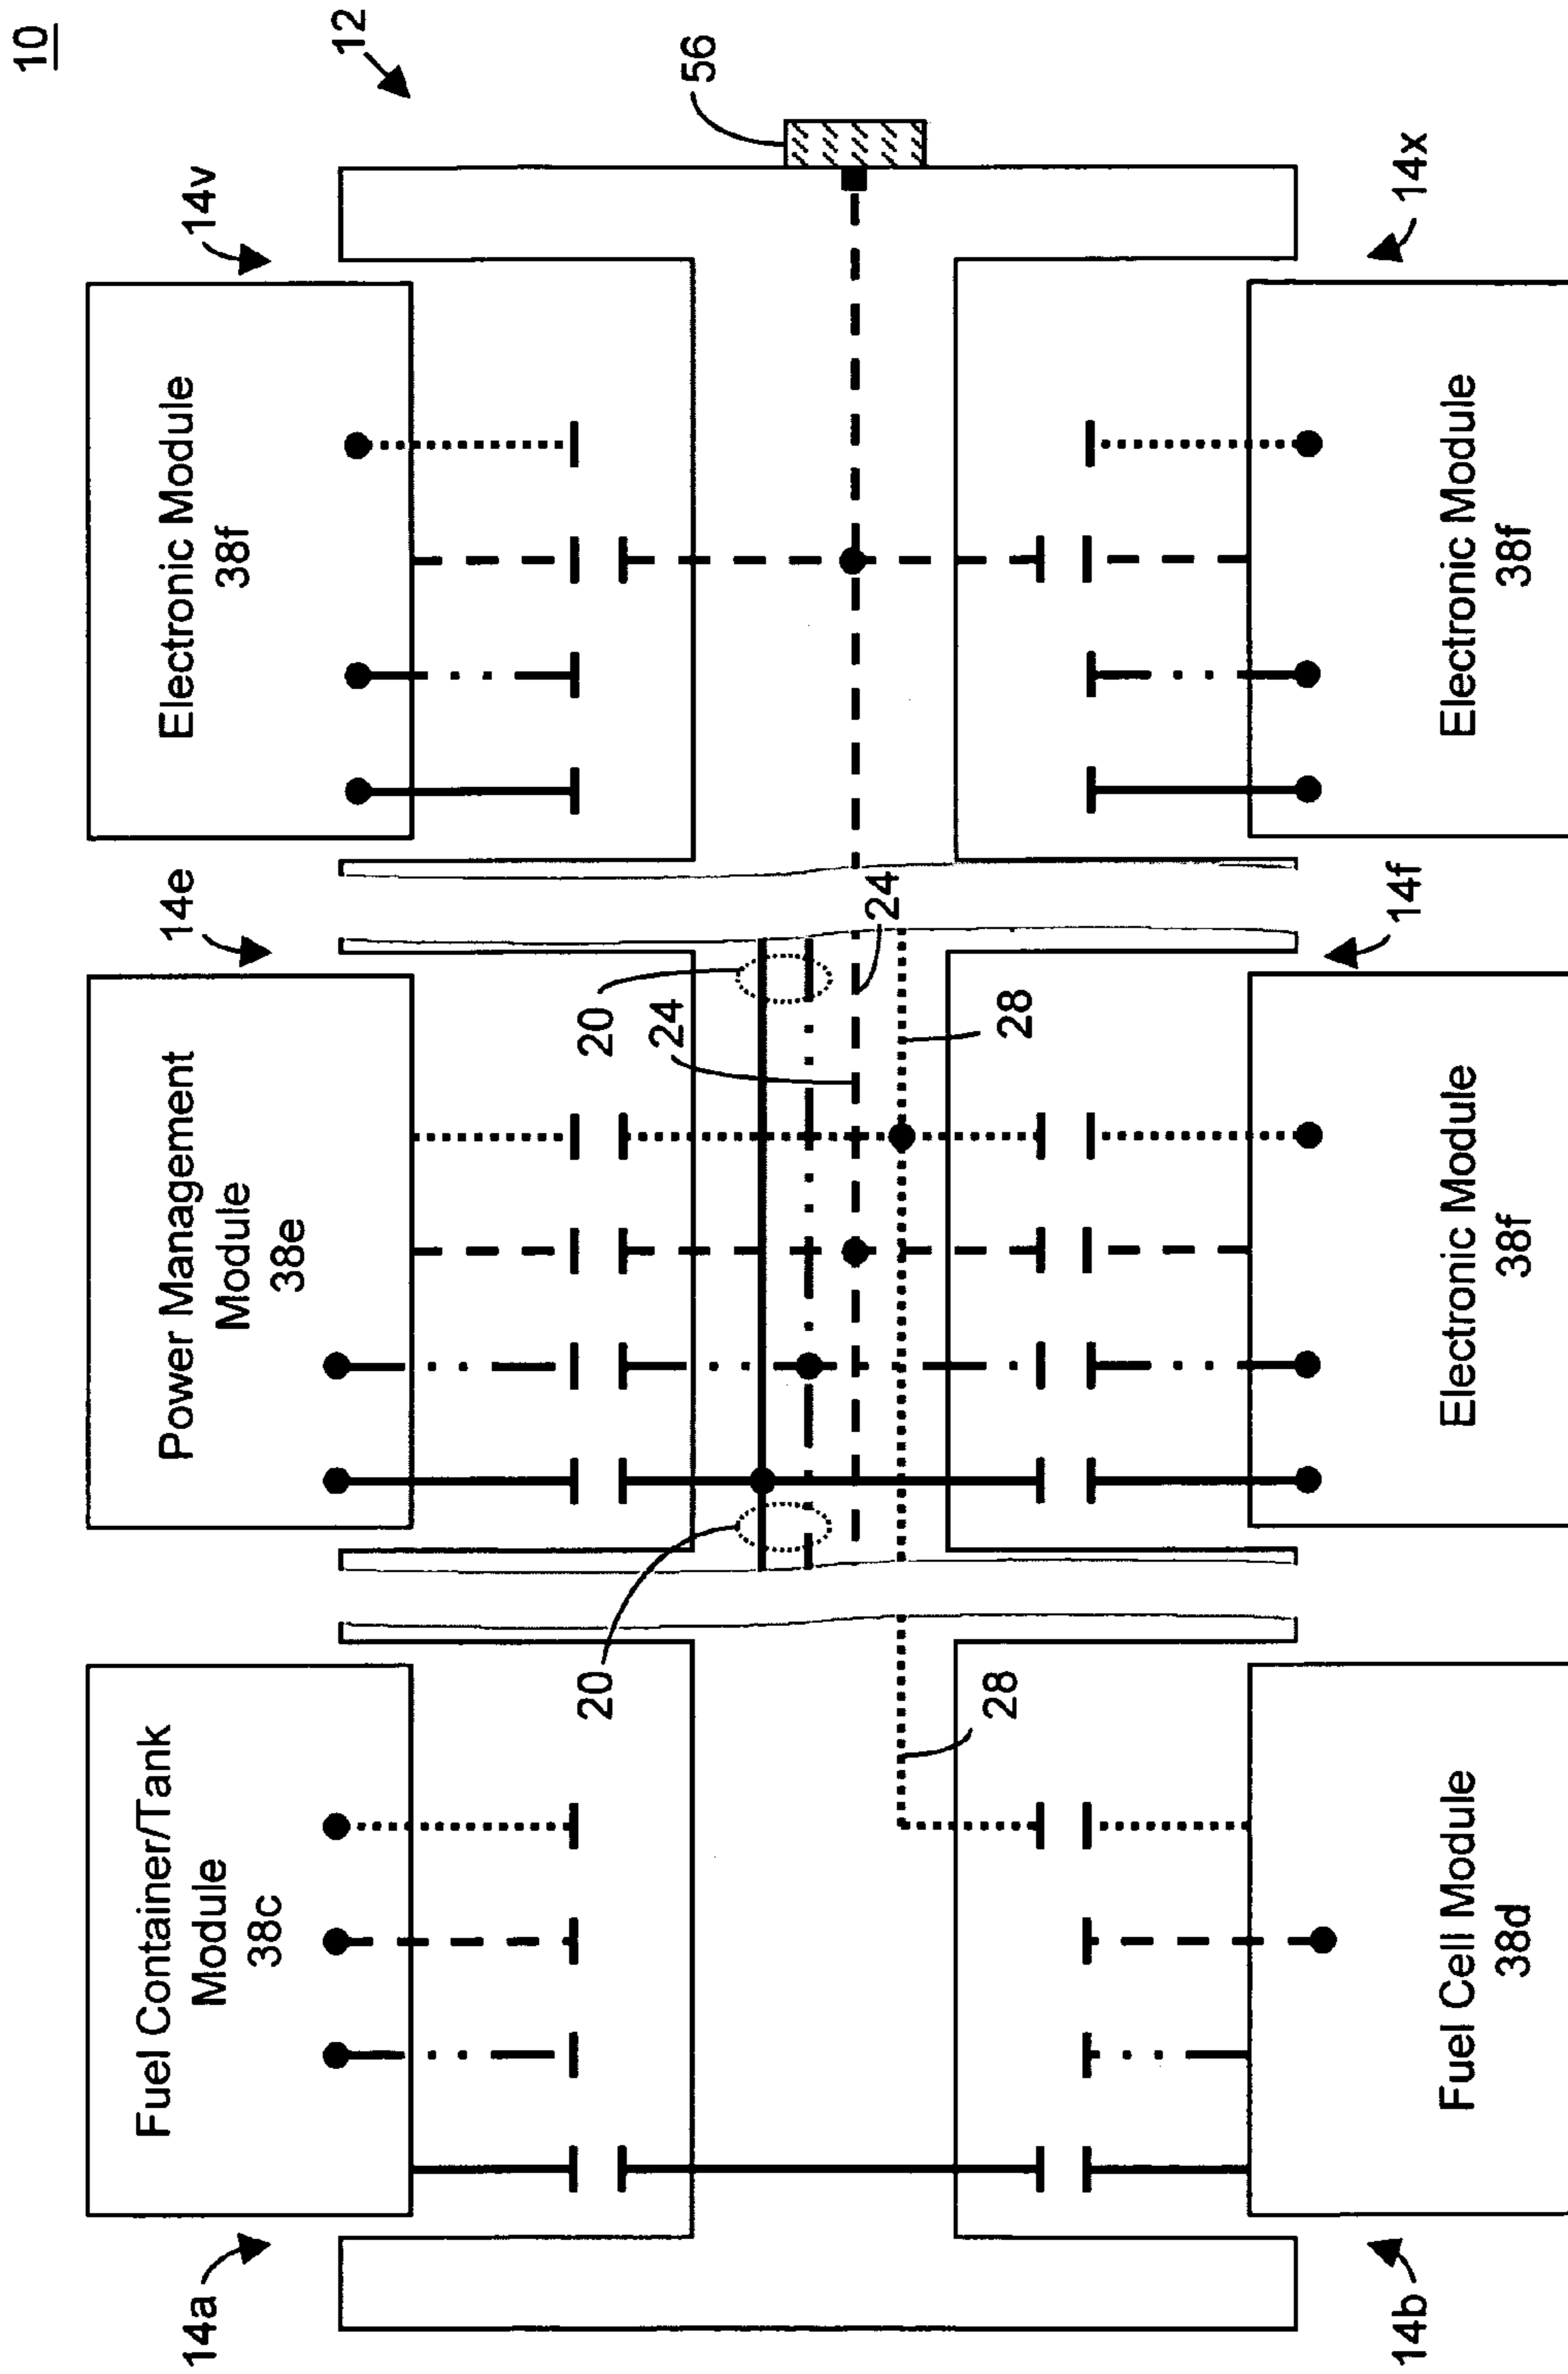 10
12
56
14v
14x
14e
14f
14a
14b
Fuel Container/Tank
Module
38c
Power Management
Module
38e
Electronic Module
38f
20
20
24
24
28
28
Fuel Cell Module
38d
Electronic Module
38f
Electronic Module
38f